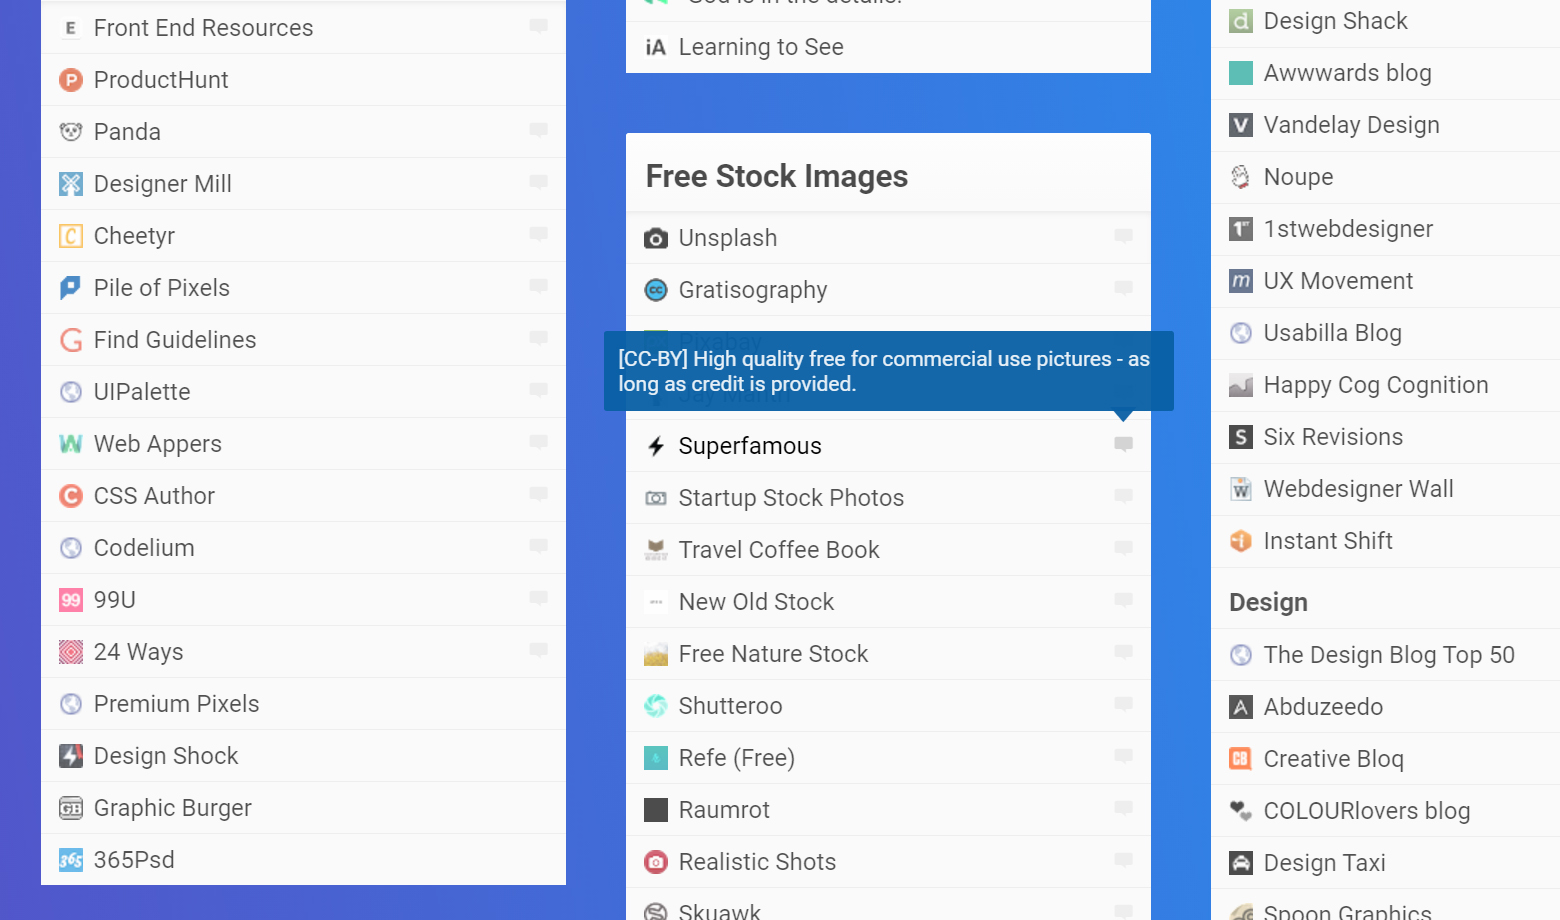 Front End Resources
ProductHunt
Panda
Designer Mill
Cheetyr
Pile of Pixels
Find Guidelines
UIPalette
Web Appers
CSS Author
Codelium
99U
24 Ways
Premium Pixels
Design Shock
Graphic Burger
365Psd
"God is in the details."
Learning to See
Free Stock Images
Unsplash
Gratisography
Pixabay
[CC-BY] High quality free for commercial use pictures - as
long as credit is provided.
Jay Mantri
Superfamous
Startup Stock Photos
Travel Coffee Book
New Old Stock
Free Nature Stock
Shutteroo
Refe (Free)
Raumrot
Realistic Shots
Skuawk
Design Shack
Awwwards blog
Vandelay Design
Noupe
1stwebdesigner
UX Movement
Usabilla Blog
Happy Cog Cognition
Six Revisions
Webdesigner Wall
Instant Shift
Design
The Design Blog Top 50
Abduzeedo
Creative Bloq
COLOURlovers blog
Design Taxi
Spoon Graphics